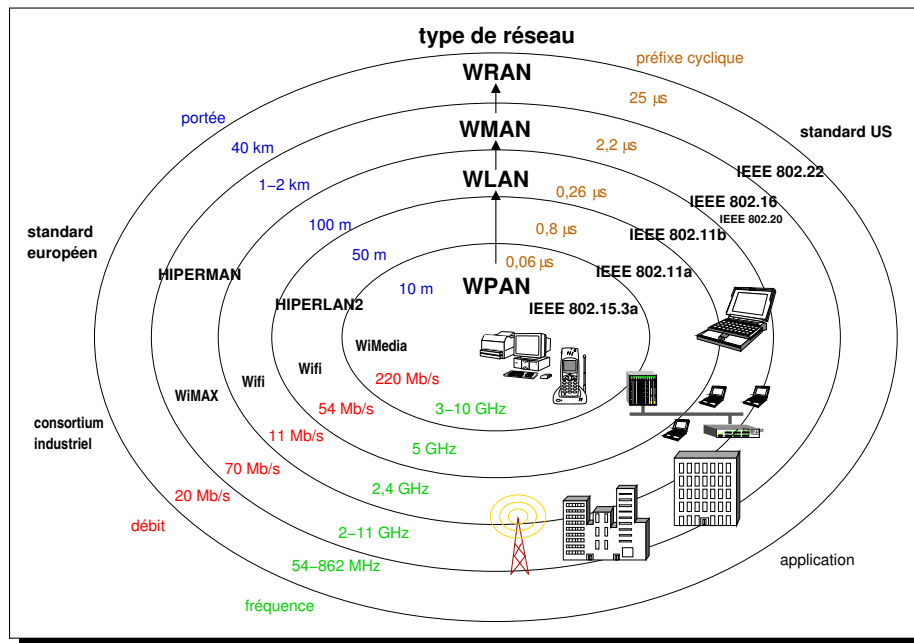 type de réseau
préfixe cyclique
WRAN
25 µs
portée
standard US
WMAN
40 km
2,2 µs
IEEE 802.22
1–2 km
WLAN
0,26 µs
IEEE 802.16
IEEE 802.20
100 m
0,8 µs
IEEE 802.11b
standard
européen
50 m
0,06 µs
IEEE 802.11a
HIPERMAN
10 m
WPAN
HIPERLAN2
IEEE 802.15.3a
WiMedia
Wifi
Wifi
WiMAX
220 Mb/s
3–10 GHz
54 Mb/s
consortium
industriel
11 Mb/s
5 GHz
70 Mb/s
2,4 GHz
20 Mb/s
débit
2–11 GHz
application
54–862 MHz
fréquence